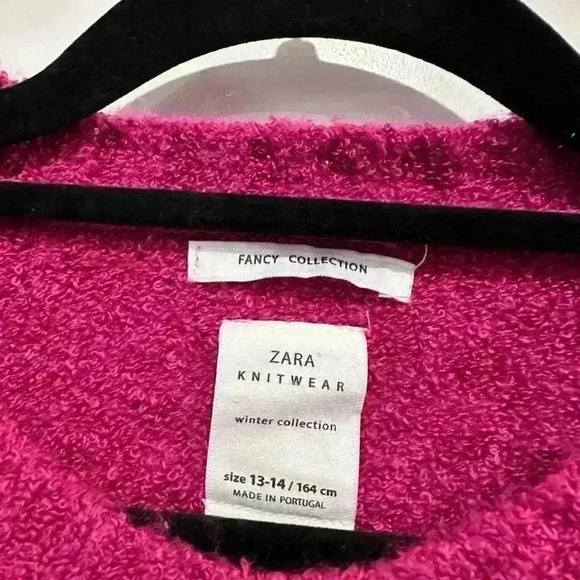 FANCY COLLECTION
ZARA
KNITWEAR
winter collection
size 13-14 / 164 cm
MADE IN PORTUGAL